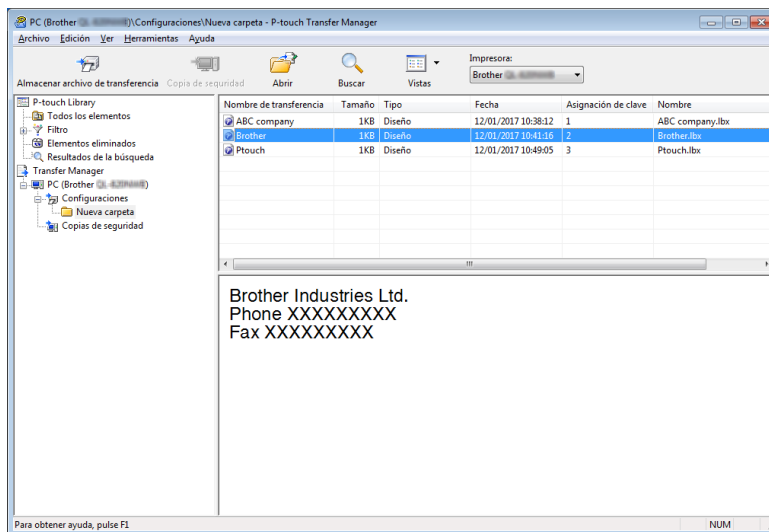 PC (Brother )\Configuraciones\Nueva carpeta - P-touch Transfer Manager
Archivo Edición Ver Herramientas Ayuda
Almacenar archivo de transferencia
Copia de seguridad
Abrir
Buscar
Vistas
Impresora:
Brother
P-touch Library
Todos los elementos
Filtro
Elementos eliminados
Resultados de la búsqueda
Transfer Manager
PC (Brother )
Configuraciones
Nueva carpeta
Copias de seguridad
Nombre de transferencia Tamaño Tipo Fecha Asignación de clave Nombre
ABC company 1KB Diseño 12/01/2017 10:38:12 1 ABC company.lbx
Brother 1KB Diseño 12/01/2017 10:41:16 2 Brother.lbx
Ptouch 1KB Diseño 12/01/2017 10:49:05 3 Ptouch.lbx
Brother Industries Ltd.
Phone XXXXXXXXX
Fax XXXXXXXXX
Para obtener ayuda, pulse F1
NUM